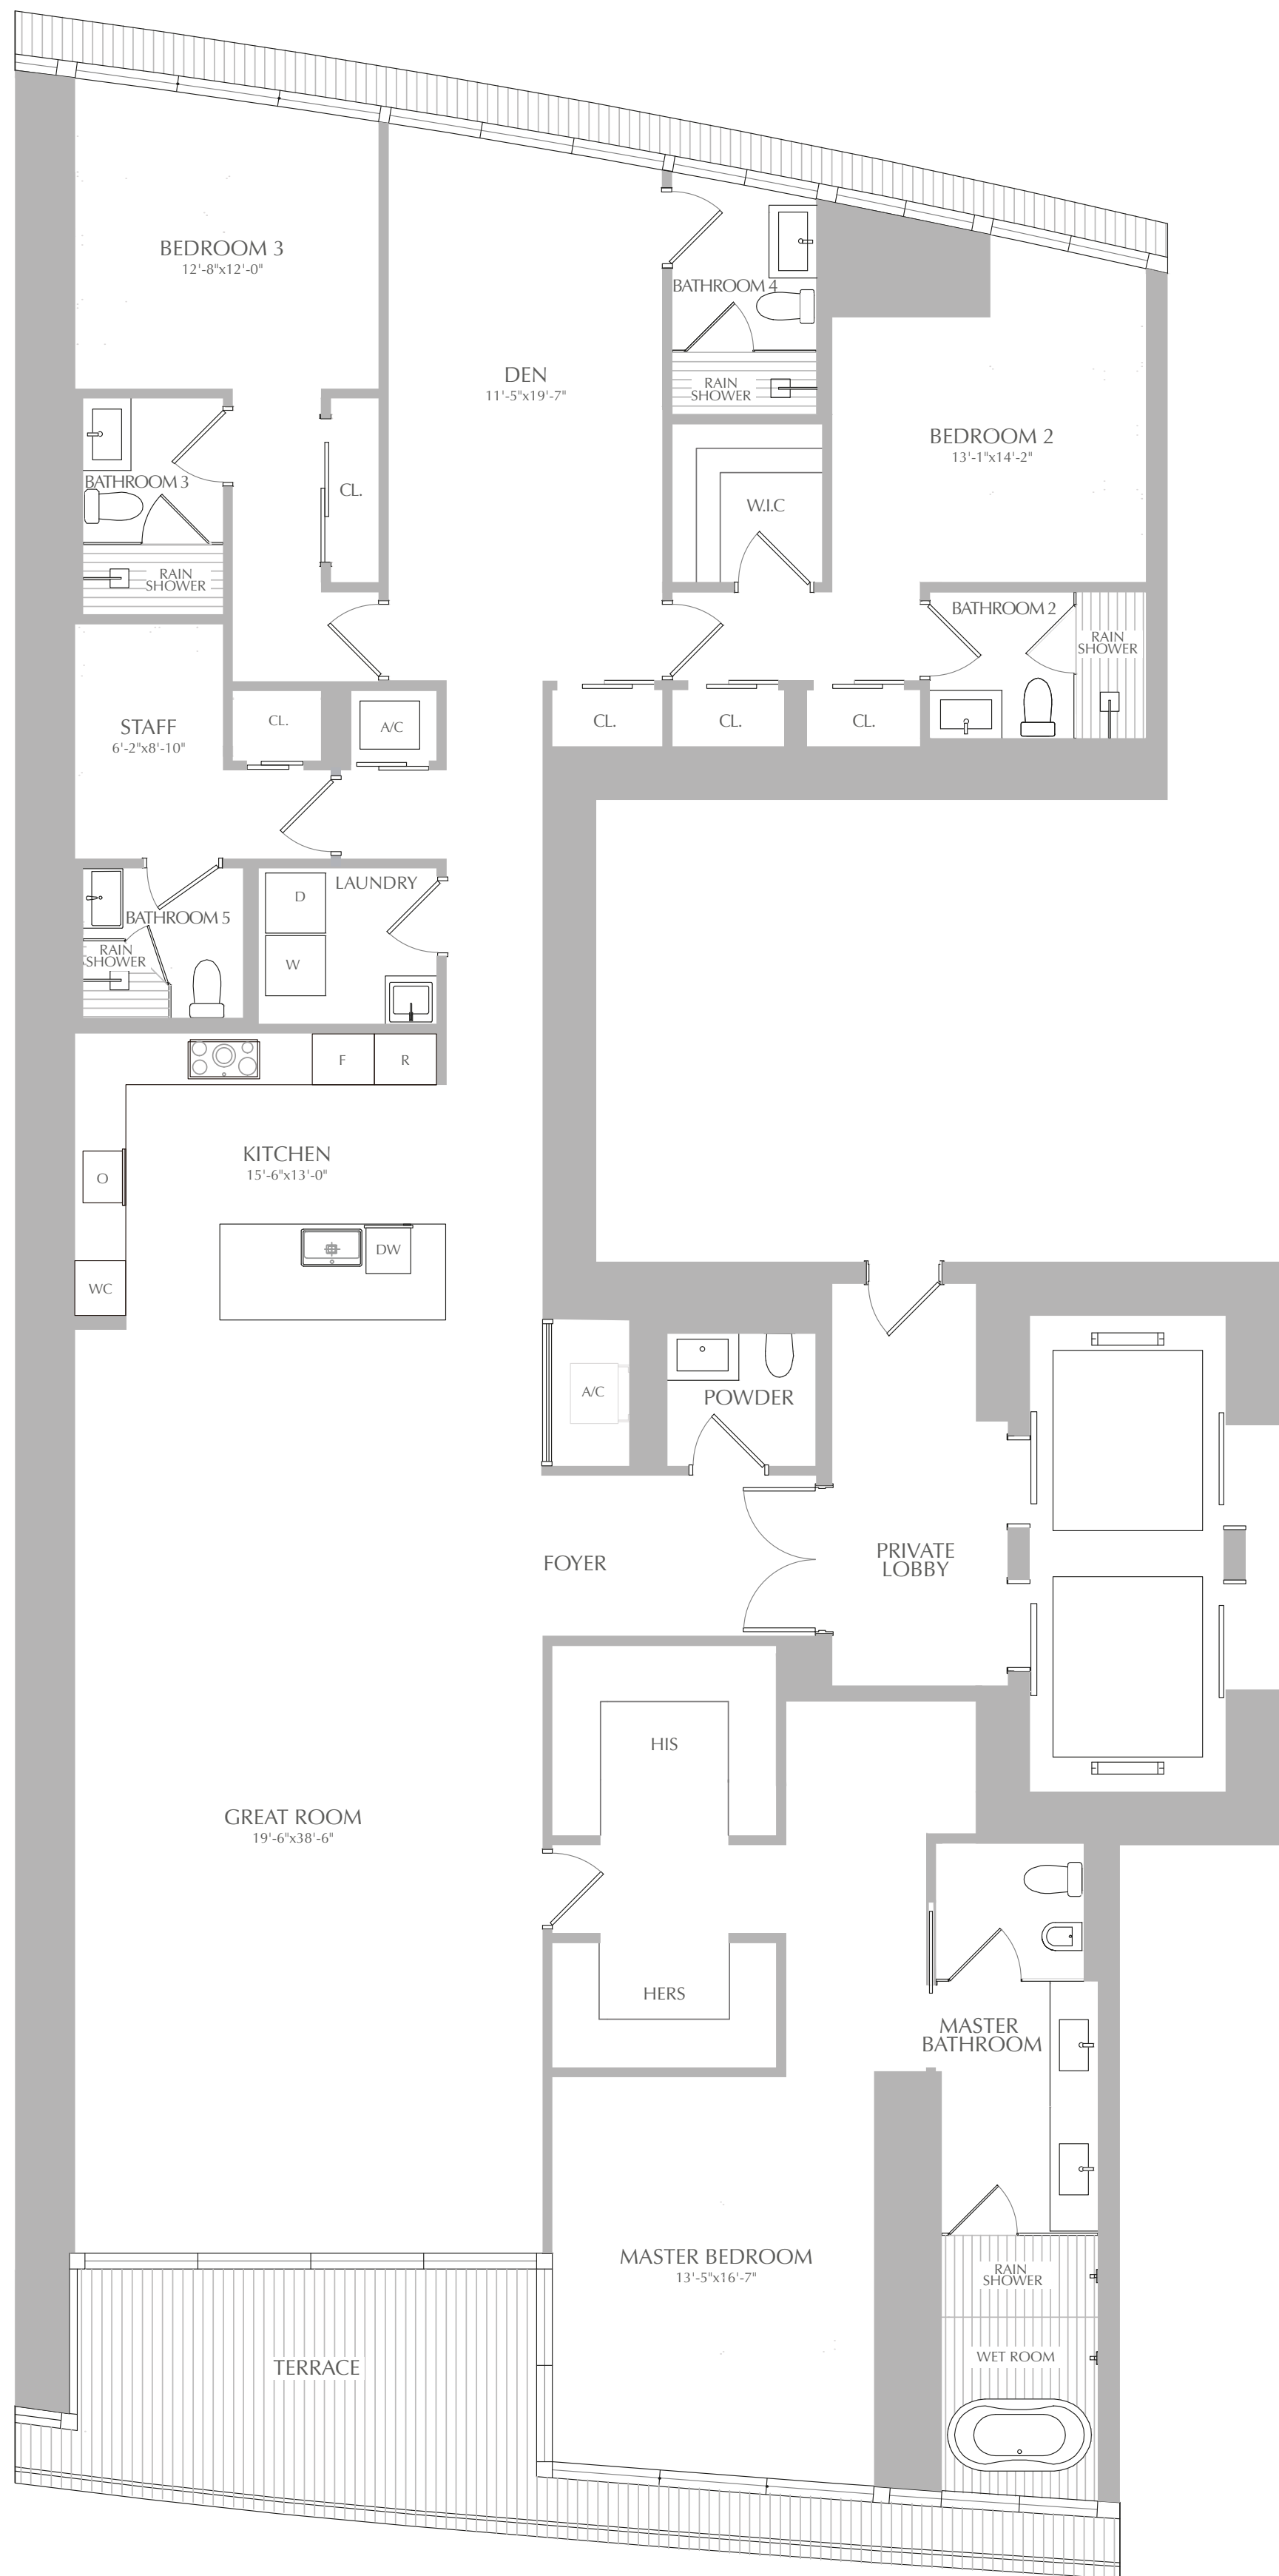 BEDROOM 3
12'-8"x12'-0"
BATHROOM 4
RAIN
SHOWER
DEN
11'-5"x19'-7"
BEDROOM 2
13'-1"x14'-2"
BATHROOM 3
CL.
W.I.C
RAIN
SHOWER
BATHROOM 2
RAIN
SHOWER
STAFF
6'-2"x8'-10"
CL.
A/C
CL.
CL.
CL.
LAUNDRY
D
BATHROOM 5
RAIN
SHOWER
W
F
R
KITCHEN
15'-6"x13'-0"
O
DW
WC
A/C
POWDER
FOYER
PRIVATE
LOBBY
HIS
GREAT ROOM
19'-6"x38'-6"
HERS
MASTER
BATHROOM
MASTER BEDROOM
13'-5"x16'-7"
RAIN
SHOWER
WET ROOM
TERRACE